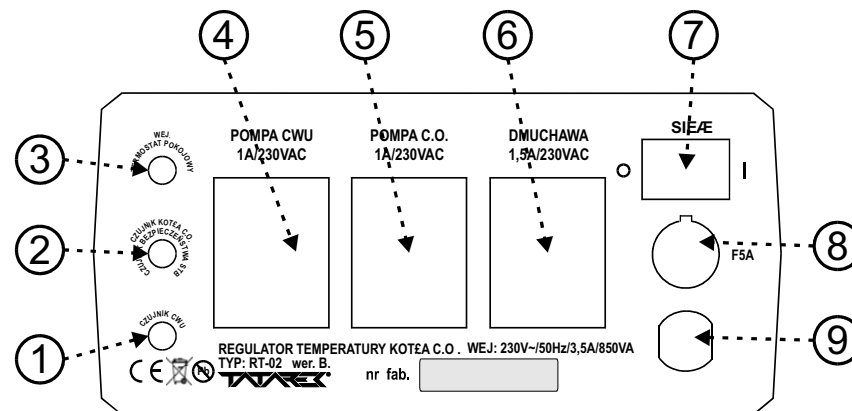 4 5 6 7
POMPA CWU
1A/230VAC
POMPA C.O.
1A/230VAC
DMUCHAWA
1,5A/230VAC
SIEÆ
I
3
WEJ.
TERMOSTAT POKOJOWY
2
CZUJNIK KOT£A C.O.
CZUJNIK BEZPIECZEŃSTWA STB
8
F5A
1
CZUJNIK CWU
9
REGULATOR TEMPERATURY KOT£A C.O. WEJ: 230V~/50Hz/3,5A/850VA
TYP: RT-02 wer. B.
CE
Pb
TATAREK
nr fab.